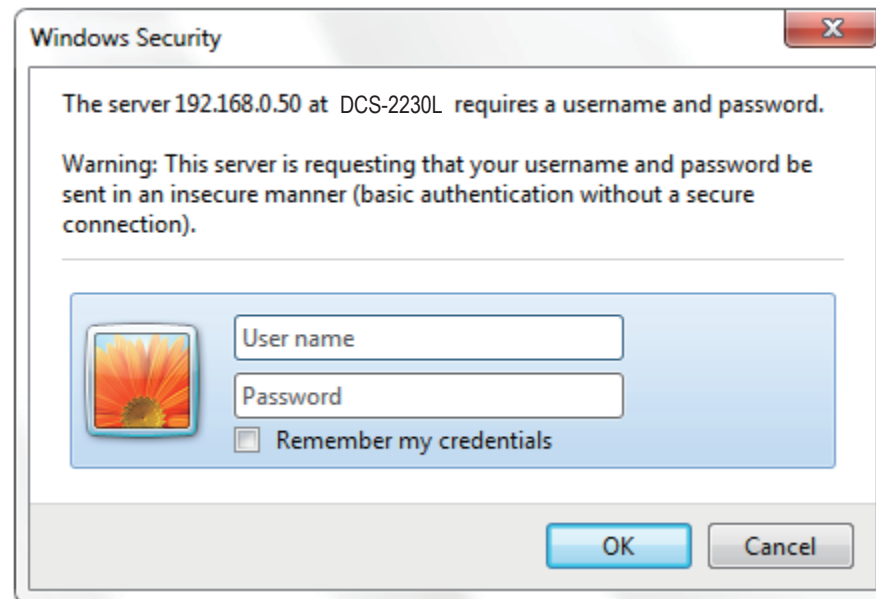 Windows Security
The server 192.168.0.50 at DCS-2230L requires a username and password.
Warning: This server is requesting that your username and password be
sent in an insecure manner (basic authentication without a secure
connection).
User name
Password
Remember my credentials
OK
Cancel